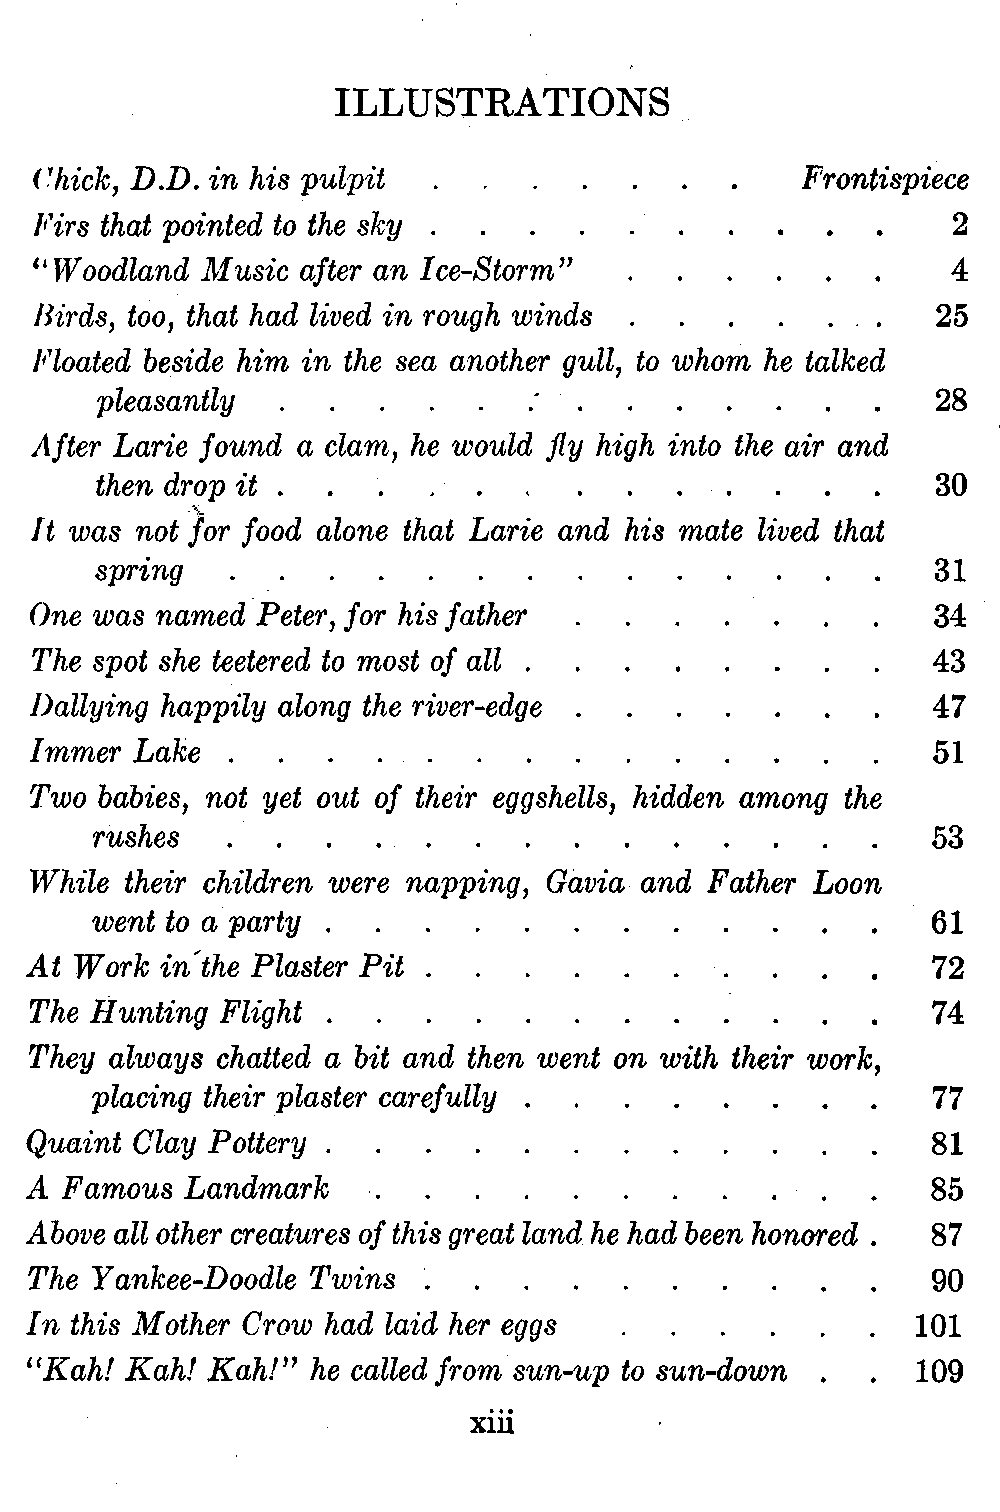 ILLUSTRATIONS
Chick, D.D. in his pulpit . . . . . . . Frontispiece
Firs that pointed to the sky . . . . . . . . . . 2
"Woodland Music after an Ice-Storm" . . . . . . 4
Birds, too, that had lived in rough winds . . . . . . 25
Floated beside him in the sea another gull, to whom he talked
pleasantly . . . . . . . . . . . . . 28
After Larie found a clam, he would fly high into the air and
then drop it . . . . . . . . . . . . . 30
It was not for food alone that Larie and his mate lived that
spring . . . . . . . . . . . . . . 31
One was named Peter, for his father . . . . . . . 34
The spot she teetered to most of all . . . . . . . . 43
Dallying happily along the river-edge . . . . . . . 47
Immer Lake . . . . . . . . . . . . . . 51
Two babies, not yet out of their eggshells, hidden among the
rushes . . . . . . . . . . . . . . 53
While their children were napping, Gavia and Father Loon
went to a party . . . . . . . . . . . . 61
At Work in the Plaster Pit . . . . . . . . . . 72
The Hunting Flight . . . . . . . . . . . . 74
They always chatted a bit and then went on with their work,
placing their plaster carefully . . . . . . . . 77
Quaint Clay Pottery . . . . . . . . . . . . 81
A Famous Landmark . . . . . . . . . . . 85
Above all other creatures of this great land he had been honored . 87
The Yankee-Doodle Twins . . . . . . . . . . 90
In this Mother Crow had laid her eggs . . . . . . 101
"Kah! Kah! Kah!" he called from sun-up to sun-down . . 109
xiii